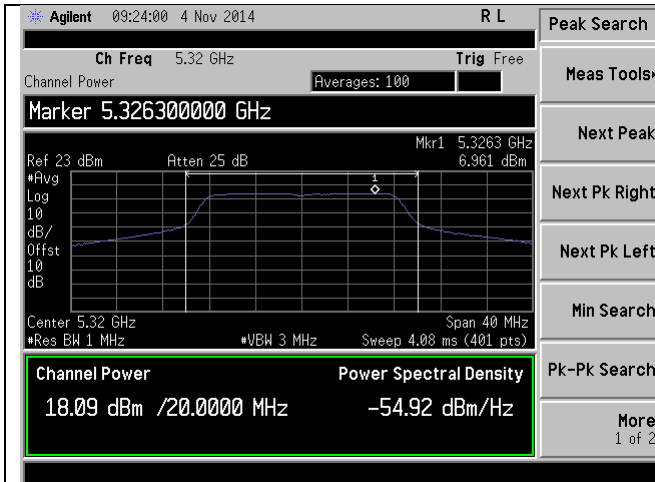 Agilent 09:24:00 4 Nov 2014 R L
Ch Freq 5.32 GHz Trig Free
Channel Power Averages: 100
Marker 5.326300000 GHz
Mkr1 5.3263 GHz
Ref 23 dBm Atten 25 dB 6.961 dBm
#Avg
Log
10
dB/
Offst
10
dB
1
Center 5.32 GHz Span 40 MHz
#Res BW 1 MHz #VBW 3 MHz Sweep 4.08 ms (401 pts)
Channel Power Power Spectral Density
18.09 dBm /20.0000 MHz -54.92 dBm/Hz
Peak Search
Meas Tools▸
Next Peak
Next Pk Right
Next Pk Left
Min Search
Pk-Pk Search
More
1 of 2